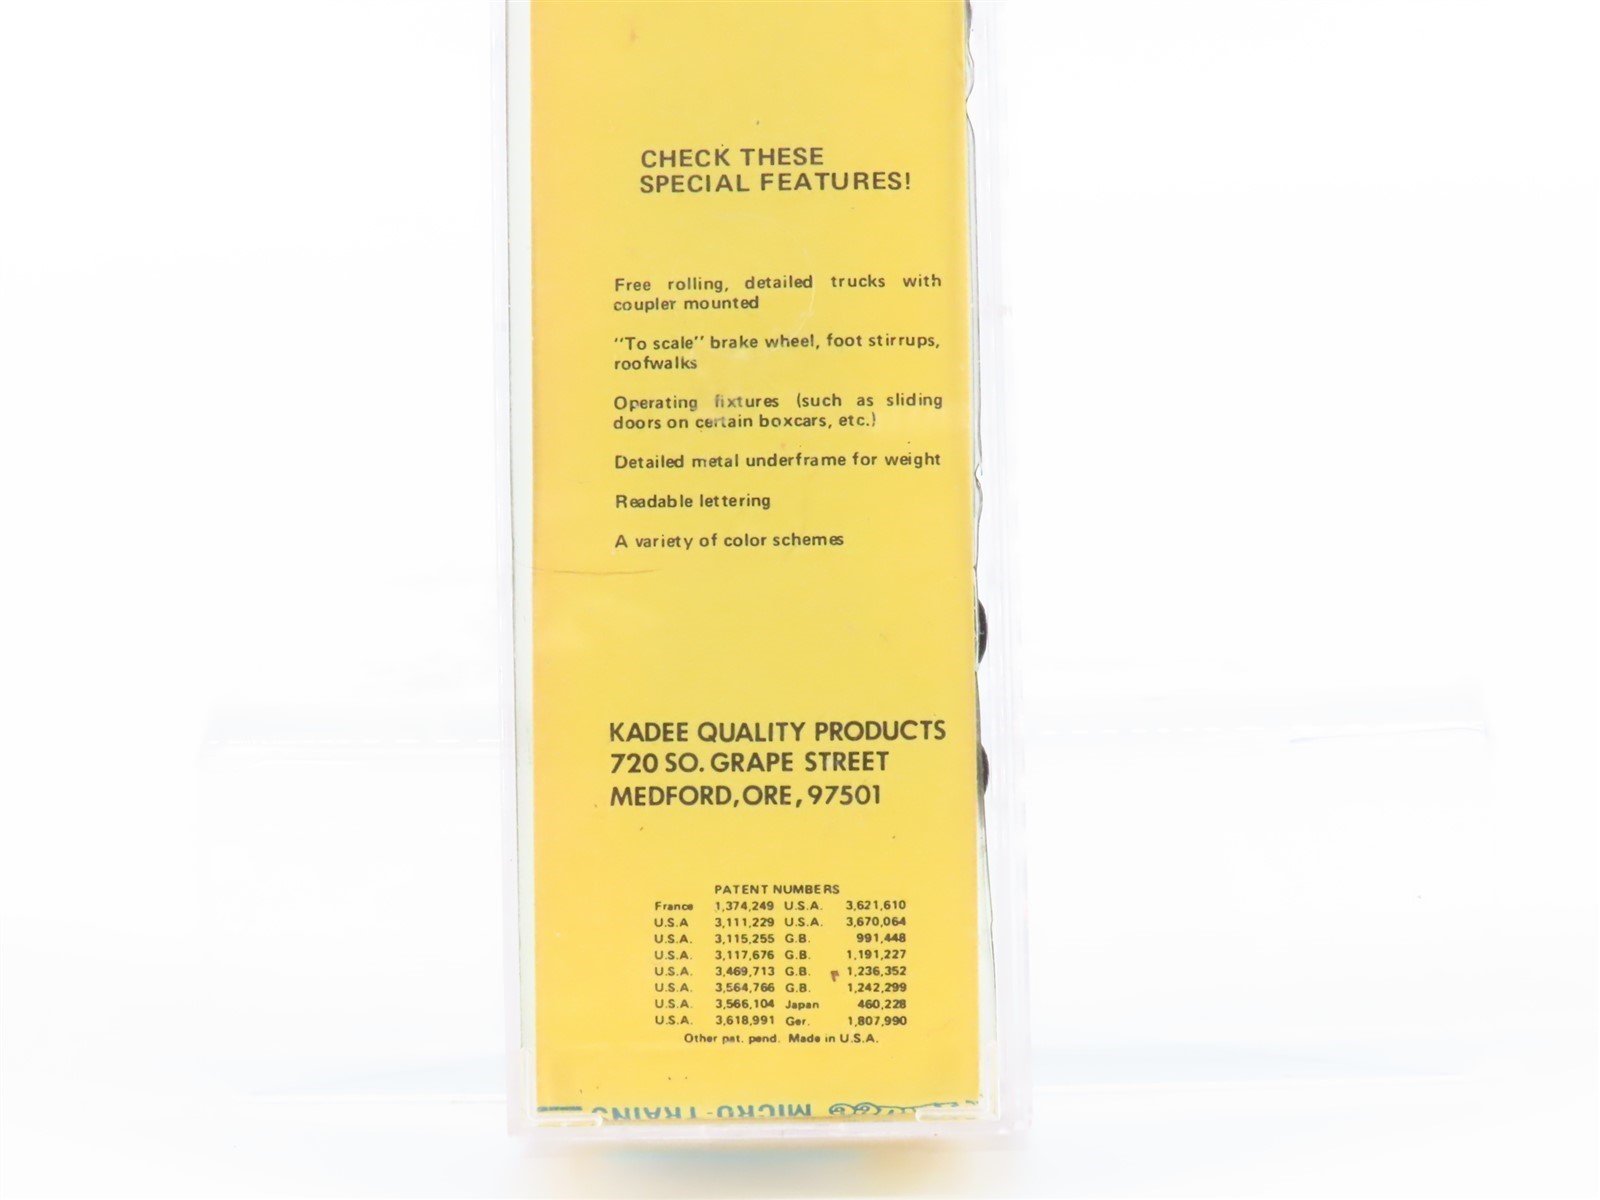 CHECK THESE
SPECIAL FEATURES!
Free rolling, detailed trucks with
coupler mounted
"To scale" brake wheel, foot stirrups,
roofwalks
Operating fixtures (such as sliding
doors on certain boxcars, etc.)
Detailed metal underframe for weight
Readable lettering
A variety of color schemes
KADEE QUALITY PRODUCTS
720 SO. GRAPE STREET
MEDFORD, ORE, 97501
PATENT NUMBERS
France 1,374,249 U.S.A. 3,621,610
U.S.A 3,111,229 U.S.A. 3,670,064
U.S.A. 3,115,255 G.B. 991,448
U.S.A. 3,117,676 G.B. 1,191,227
U.S.A. 3,469,713 G.B. 1,236,352
U.S.A. 3,564,766 G.B. 1,242,299
U.S.A. 3,566,104 Japan 460,228
U.S.A. 3,618,991 Ger. 1,807,990
Other pat. pend. Made in U.S.A.
MICRO-TRAINS